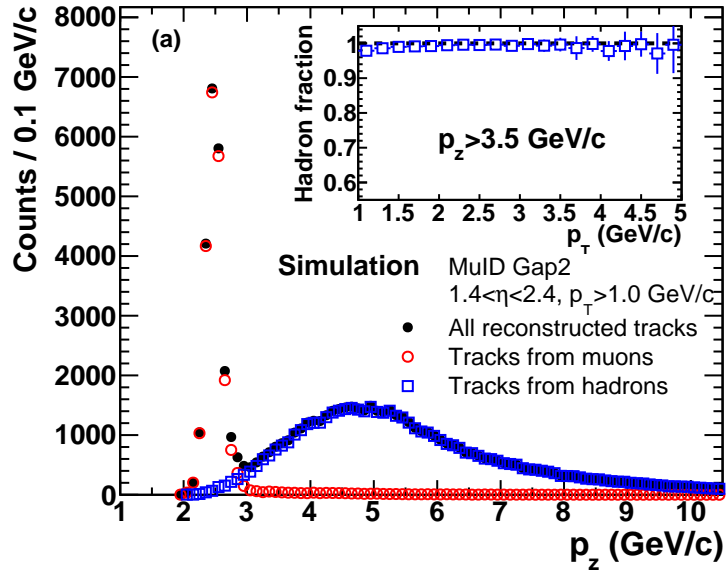 (a)
Counts / 0.1 GeV/c
8000
7000
6000
5000
4000
3000
2000
1000
0
1 2 3 4 5 6 7 8 9 10
p_z (GeV/c)
Hadron fraction
1
0.9
0.8
0.7
0.6
p_z>3.5 GeV/c
1 1.5 2 2.5 3 3.5 4 4.5 5
p_T (GeV/c)
Simulation
MuID Gap2
1.4<η<2.4, p_T>1.0 GeV/c
All reconstructed tracks
Tracks from muons
Tracks from hadrons